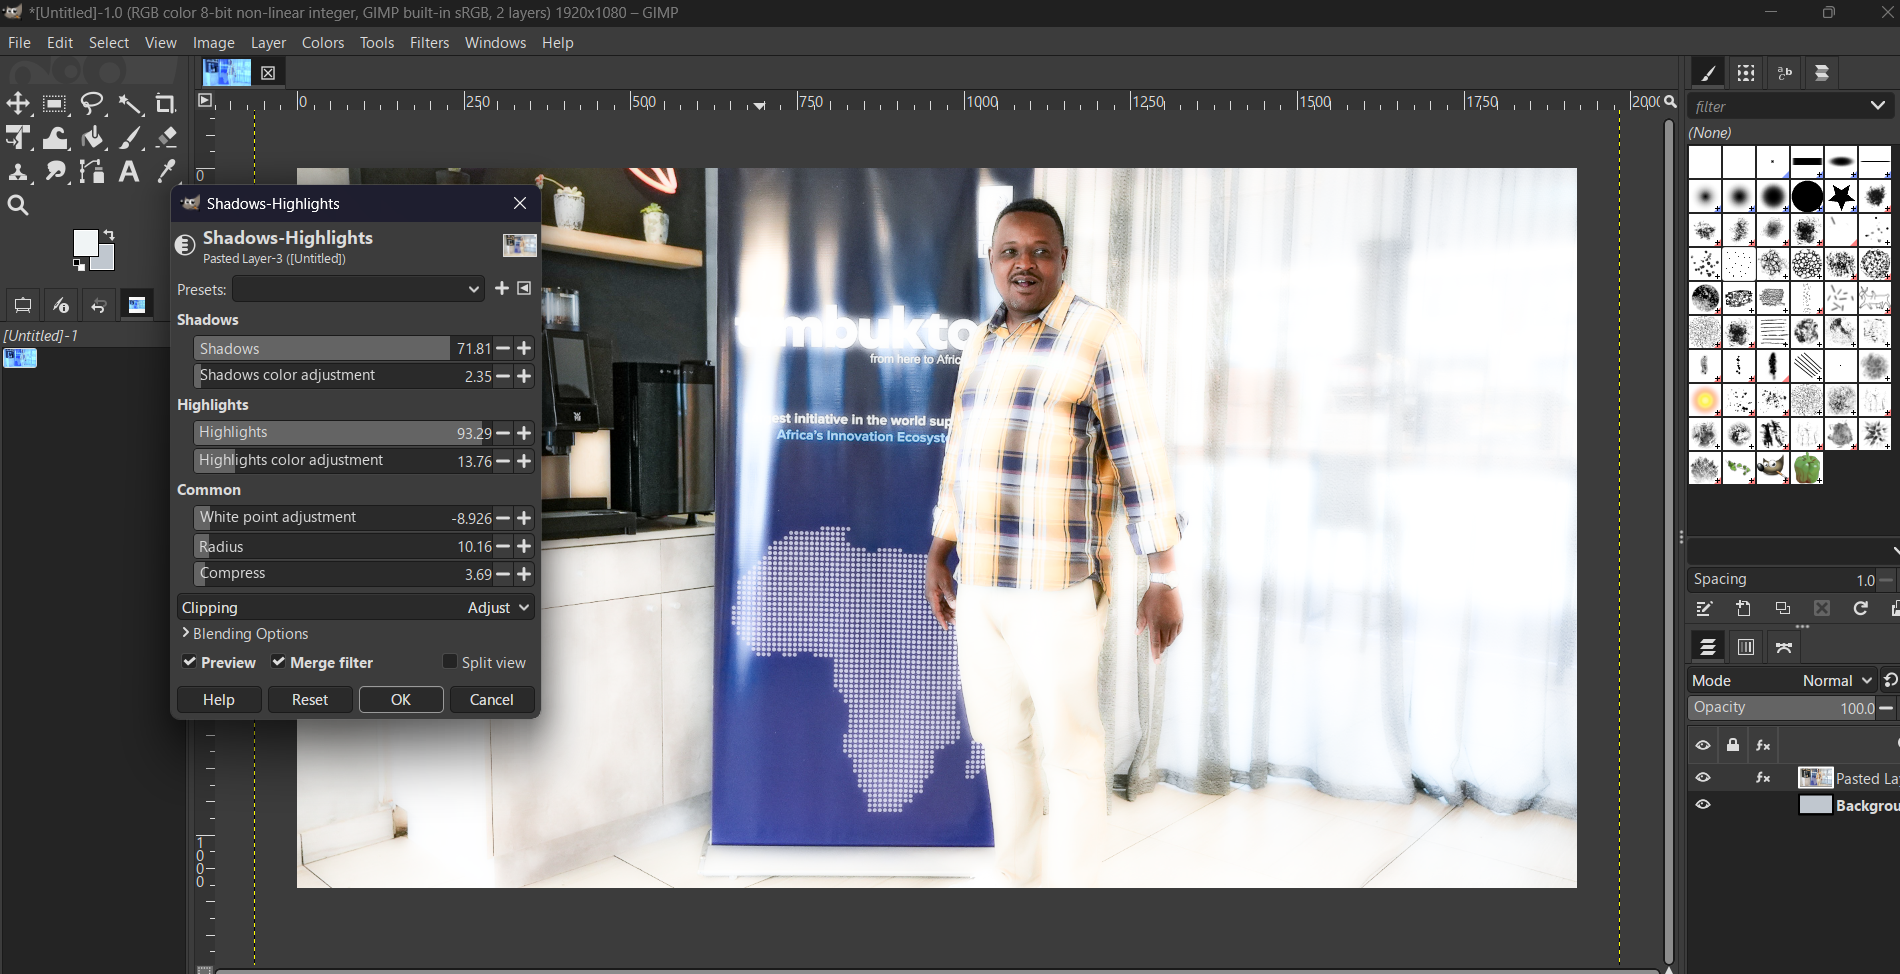 *[Untitled]-1.0 (RGB color 8-bit non-linear integer, GIMP built-in sRGB, 2 layers) 1920x1080 – GIMP
File Edit Select View Image Layer Colors Tools Filters Windows Help
0 250 500 750 1000 1250 1500 1750 2000
0
1000
[Untitled]-1
Shadows-Highlights
Shadows-Highlights
Pasted Layer-3 ([Untitled])
Presets:
Shadows
Shadows 71.81
Shadows color adjustment 2.35
Highlights
Highlights 93.29
Highlights color adjustment 13.76
Common
White point adjustment -8.926
Radius 10.16
Compress 3.69
Clipping Adjust
Blending Options
Preview Merge filter Split view
Help Reset OK Cancel
mbukto
from here to Afric
est initiative in the world sup
Africa's Innovation Ecosyste
filter
(None)
Spacing 1.0
Mode Normal
Opacity 100.0
fx
fx Pasted La
Backgrou